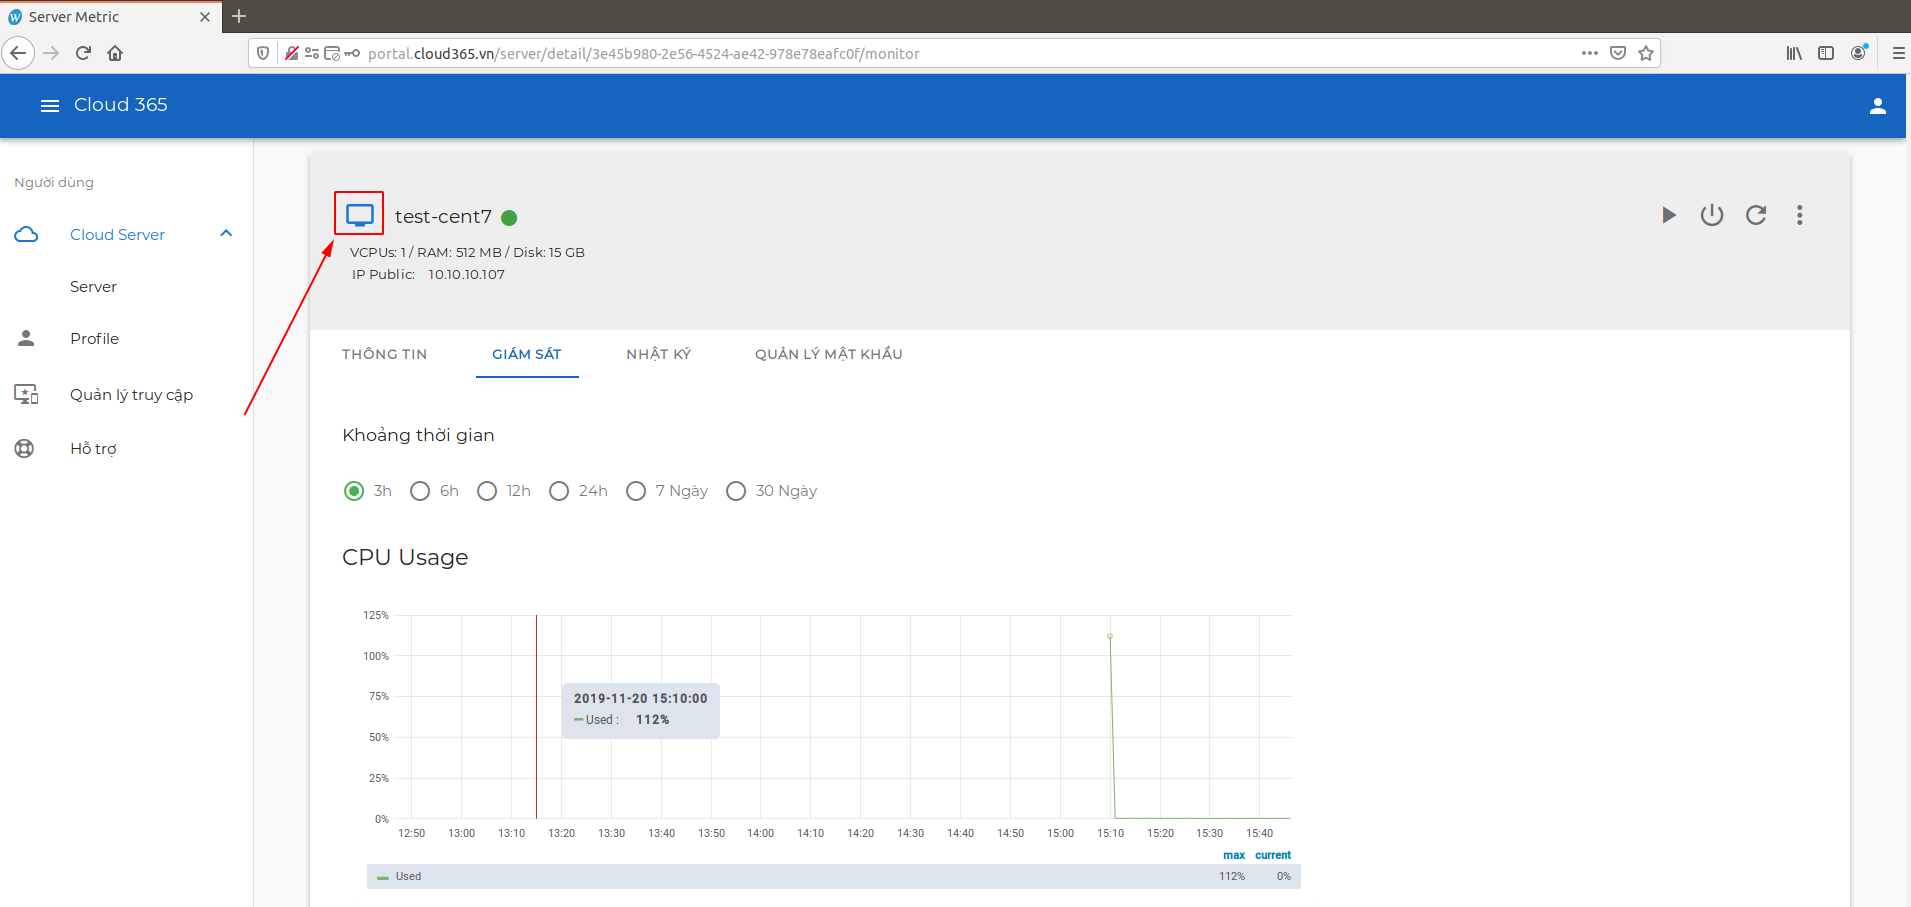 Server Metric
portal.cloud365.vn/server/detail/3e45b980-2e56-4524-ae42-978e78eafc0f/monitor
Cloud 365
Người dùng
Cloud Server
Server
Profile
Quản lý truy cập
Hỗ trợ
test-cent7
VCPUs: 1 / RAM: 512 MB / Disk: 15 GB
IP Public: 10.10.10.107
THÔNG TIN GIÁM SÁT NHẬT KÝ QUẢN LÝ MẬT KHẨU
Khoảng thời gian
3h 6h 12h 24h 7 Ngày 30 Ngày
CPU Usage
125%
100%
75%
50%
25%
0%
2019-11-20 15:10:00
Used : 112%
12:50 13:00 13:10 13:20 13:30 13:40 13:50 14:00 14:10 14:20 14:30 14:40 14:50 15:00 15:10 15:20 15:30 15:40
max current
Used 112% 0%